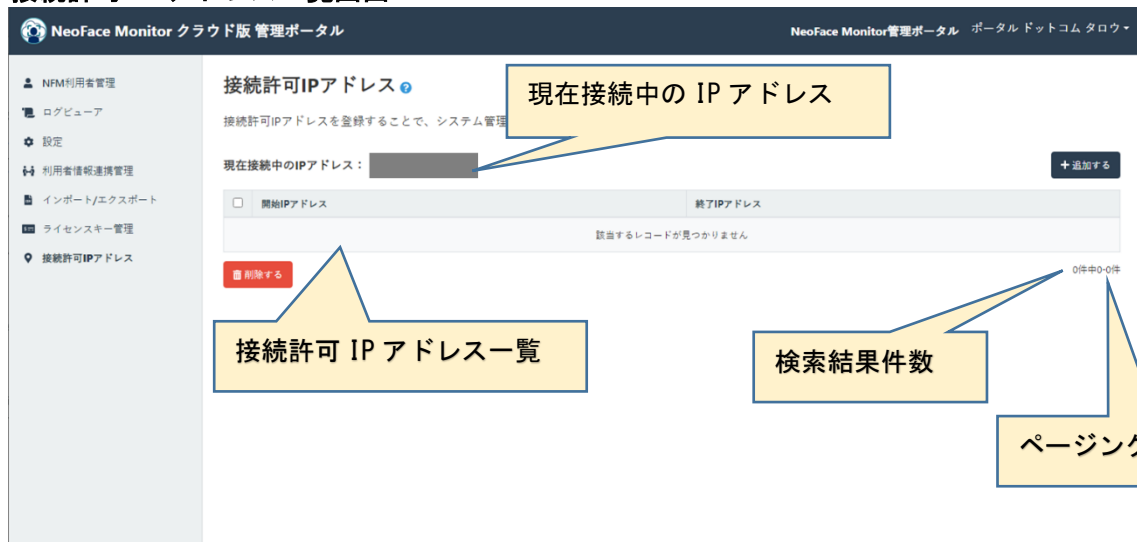 NeoFace Monitor クラウド版 管理ポータル
NeoFace Monitor管理ポータル ポータル ドットコム タロウ
NFM利用者管理
ログビューア
設定
利用者情報連携管理
インポート/エクスポート
ライセンスキー管理
接続許可IPアドレス
接続許可IPアドレス
接続許可IPアドレスを登録することで、システム管理
現在接続中の IP アドレス
現在接続中のIPアドレス：
+追加する
開始IPアドレス 終了IPアドレス
該当するレコードが見つかりません
削除する
0件中0-0件
接続許可 IP アドレス一覧
検索結果件数
ページング